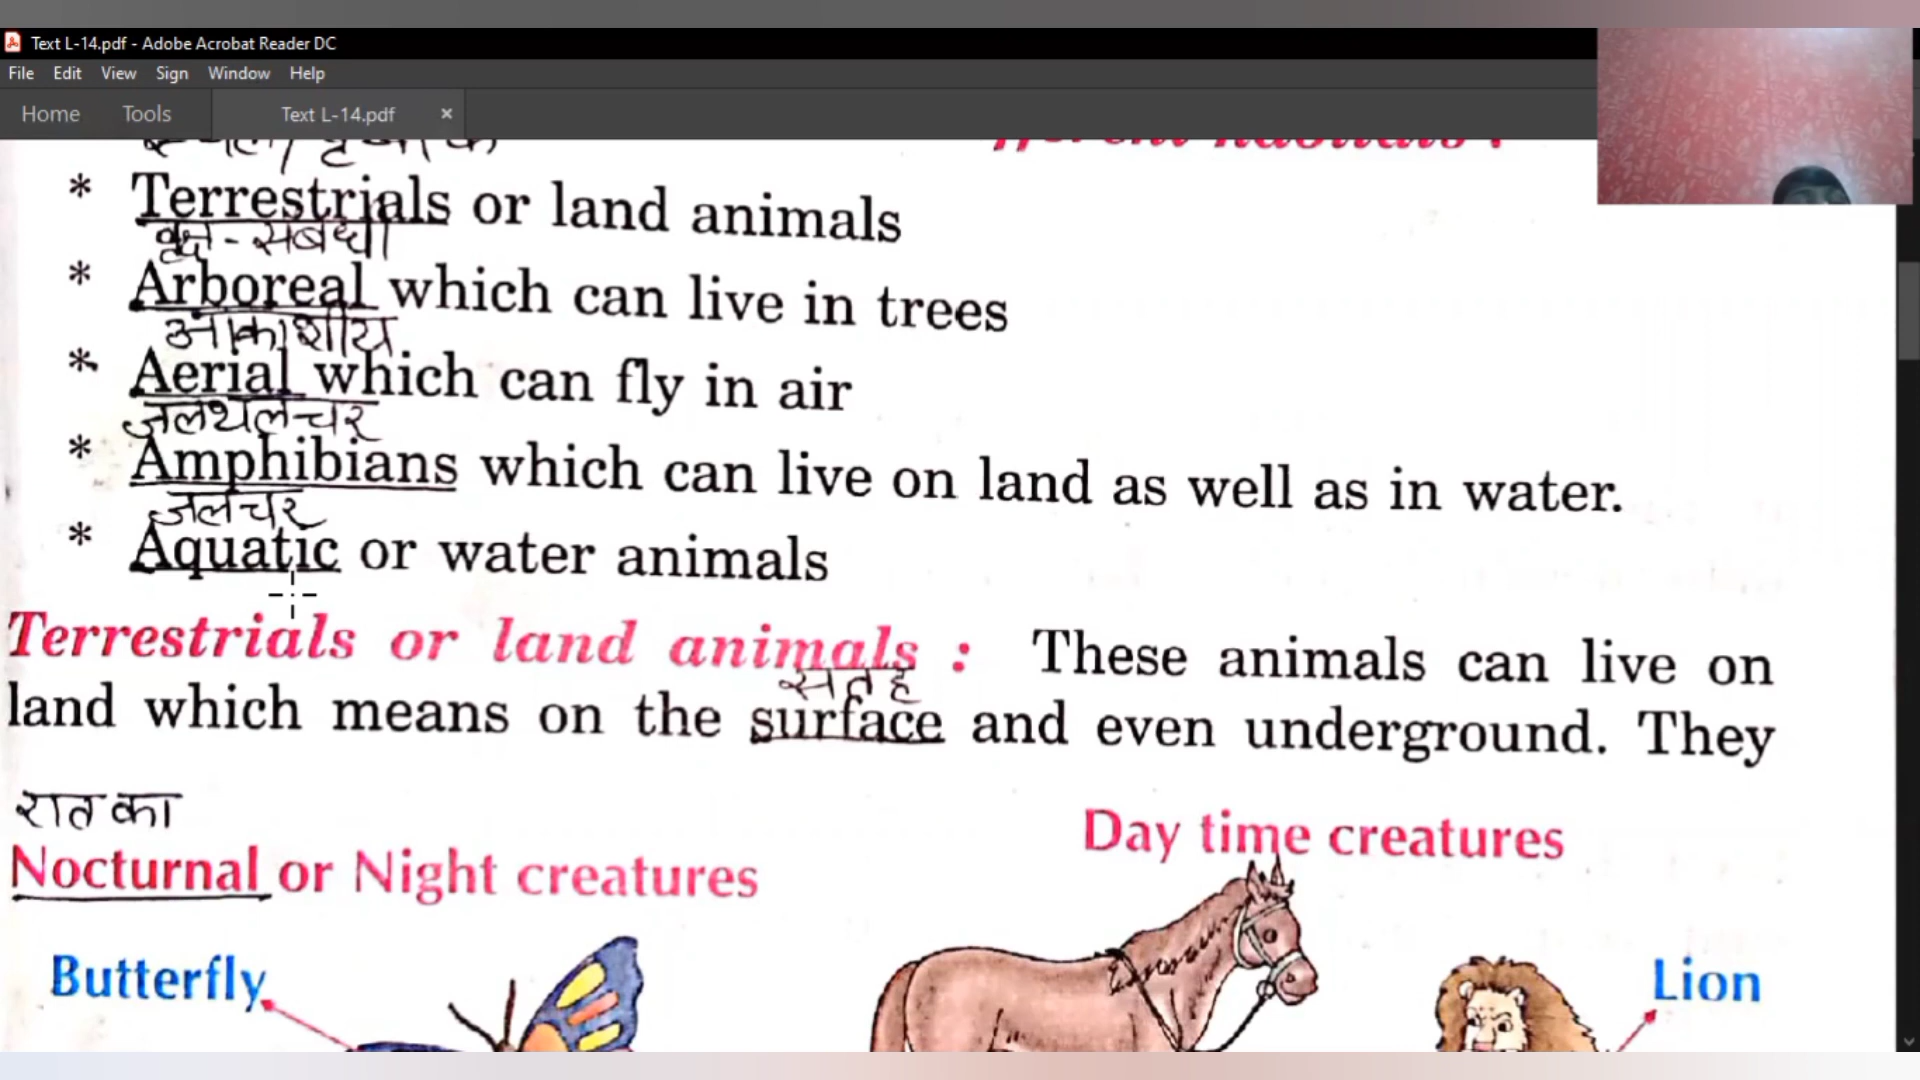 Text L-14.pdf - Adobe Acrobat Reader DC
File Edit View Sign Window Help
Home Tools Text L-14.pdf ×
* Terrestrials or land animals
वृक्ष - संबंधी
* Arboreal which can live in trees
आकाशीय
* Aerial which can fly in air
जलथलचर
* Amphibians which can live on land as well as in water.
जलचर
* Aquatic or water animals
Terrestrials or land animals : These animals can live on
सतह
land which means on the surface and even underground. They
रात का
Day time creatures
Nocturnal or Night creatures
Butterfly
Lion